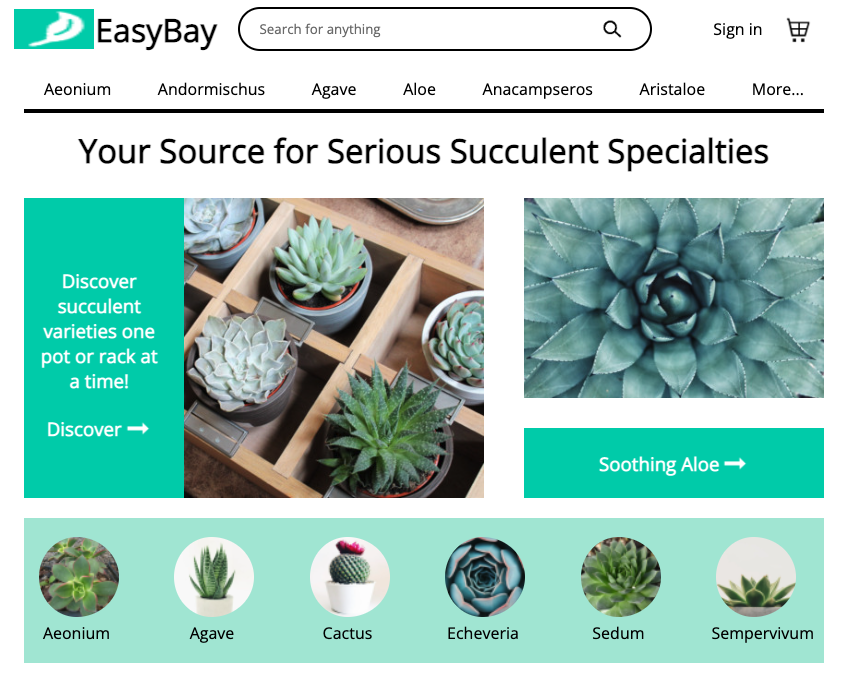 EasyBay
Search for anything
Sign in
Aeonium Andormischus Agave Aloe Anacampseros Aristaloe More...
Your Source for Serious Succulent Specialties
Discover
succulent
varieties one
pot or rack at
a time!
Discover
Soothing Aloe
Aeonium Agave Cactus Echeveria Sedum Sempervivum